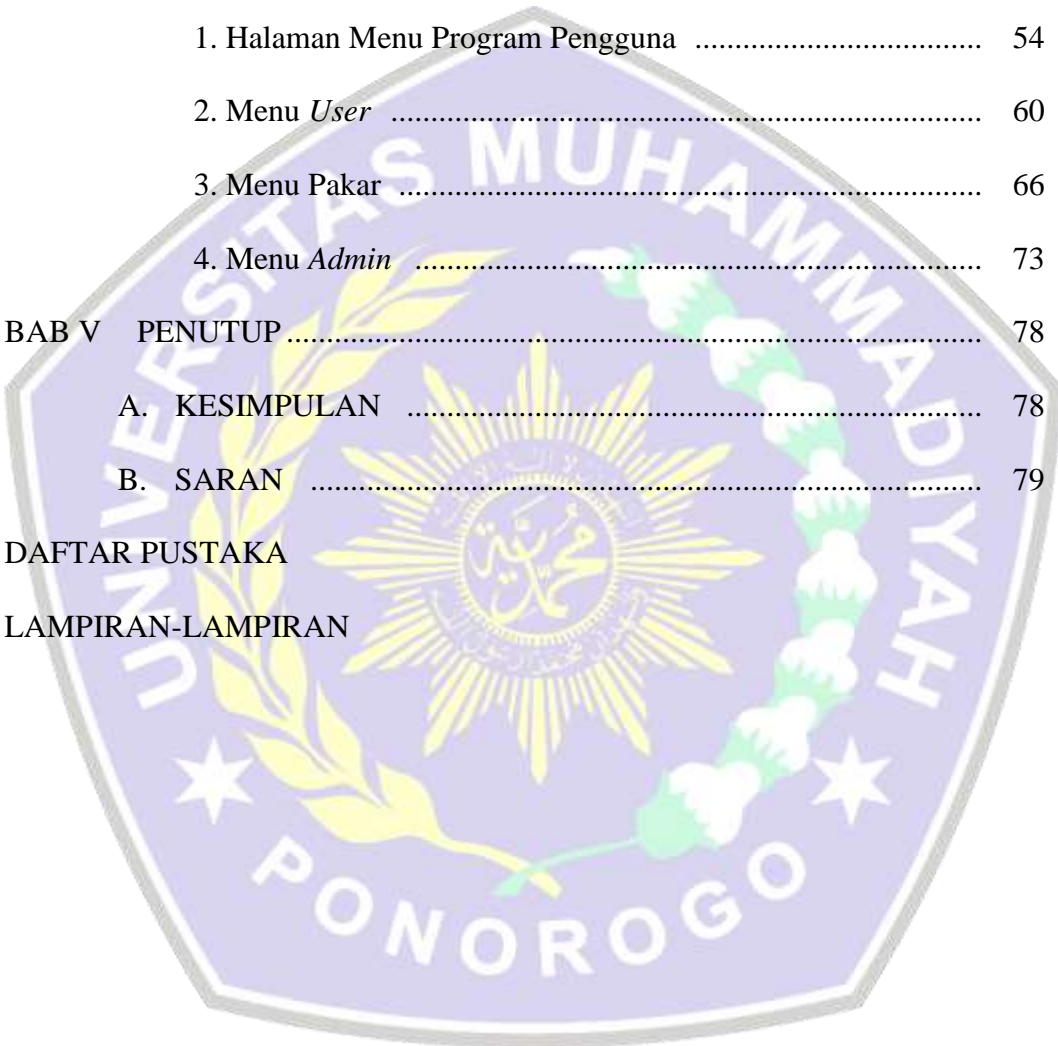 1. Halaman Menu Program Pengguna .................................... 54
2. Menu User .......................................................................... 60
3. Menu Pakar ......................................................................... 66
4. Menu Admin ....................................................................... 73
BAB V PENUTUP ........................................................................................ 78
A. KESIMPULAN ........................................................................ 78
B. SARAN .................................................................................... 79
DAFTAR PUSTAKA
LAMPIRAN-LAMPIRAN
UNIVERSITAS MUHAMMADIYAH
PONOROGO